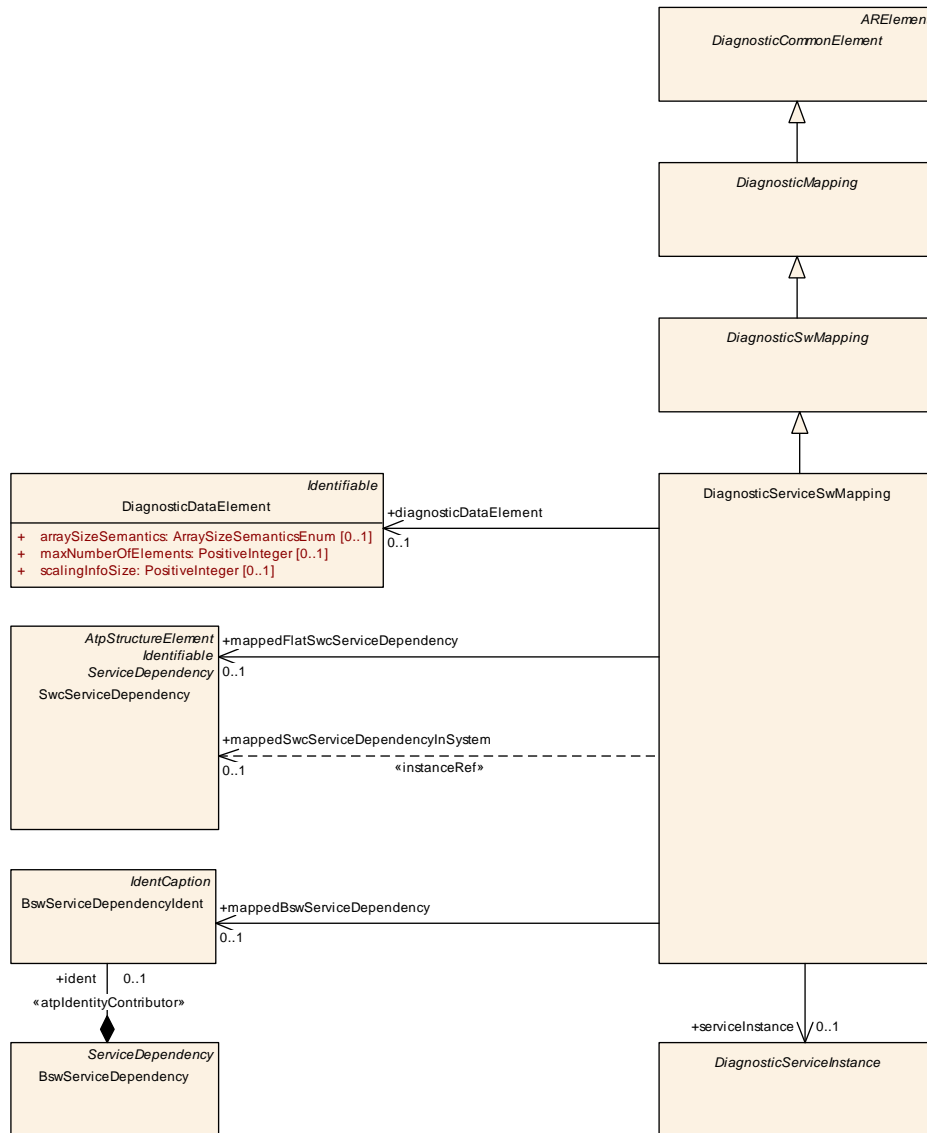 ARElement
DiagnosticCommonElement
DiagnosticMapping
DiagnosticSwMapping
DiagnosticServiceSwMapping
Identifiable
DiagnosticDataElement
+ arraySizeSemantics: ArraySizeSemanticsEnum [0..1]
+ maxNumberOfElements: PositiveInteger [0..1]
+ scalingInfoSize: PositiveInteger [0..1]
+diagnosticDataElement
0..1
AtpStructureElement
Identifiable
ServiceDependency
SwcServiceDependency
+mappedFlatSwcServiceDependency
0..1
+mappedSwcServiceDependencyInSystem
0..1
«instanceRef»
IdentCaption
BswServiceDependencyIdent
+mappedBswServiceDependency
0..1
+ident 0..1
«atpIdentityContributor»
+serviceInstance 0..1
ServiceDependency
BswServiceDependency
DiagnosticServiceInstance